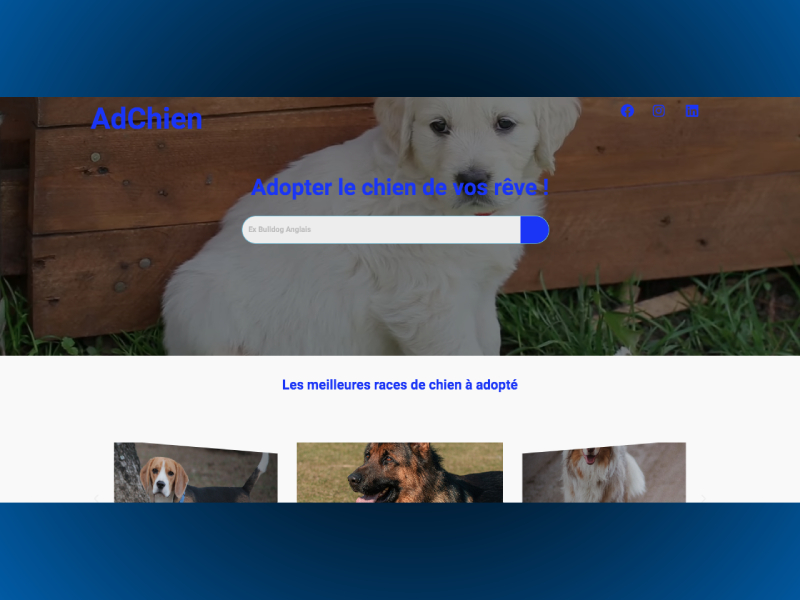 AdChien
Adopter le chien de vos rêve !
Ex Bulldog Anglais
Les meilleures races de chien à adopté